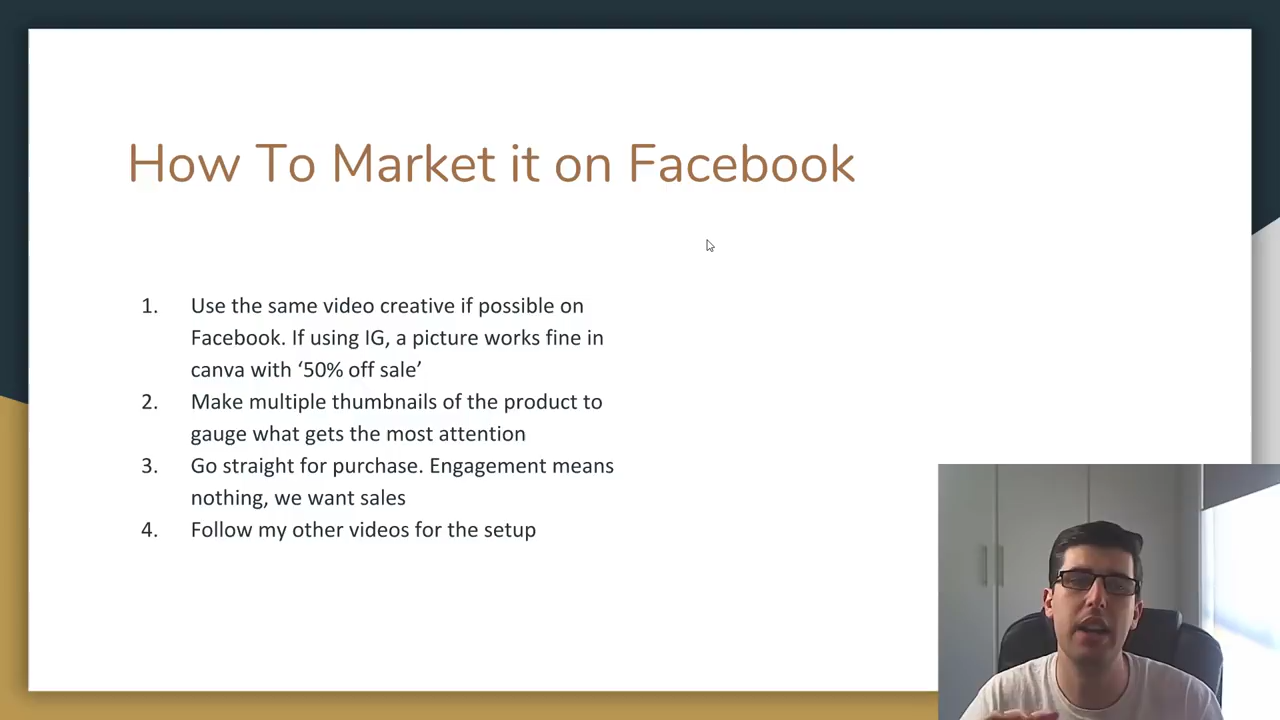 How To Market it on Facebook
1. Use the same video creative if possible on
Facebook. If using IG, a picture works fine in
canva with ‘50% off sale’
2. Make multiple thumbnails of the product to
gauge what gets the most attention
3. Go straight for purchase. Engagement means
nothing, we want sales
4. Follow my other videos for the setup